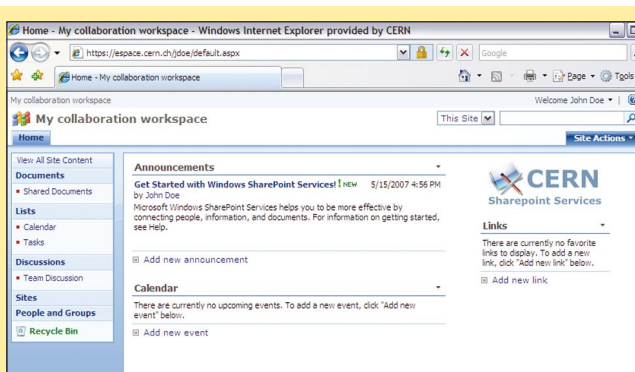 Home - My collaboration workspace - Windows Internet Explorer provided by CERN
https://espace.cern.ch/jdoe/default.aspx
Google
Home - My collaboration workspace
Page
Tools
My collaboration workspace
Welcome John Doe
My collaboration workspace
This Site
Home
Site Actions
View All Site Content
Documents
Shared Documents
Lists
Calendar
Tasks
Discussions
Team Discussion
Sites
People and Groups
Recycle Bin
Announcements
Get Started with Windows SharePoint Services! NEW 5/15/2007 4:56 PM
by John Doe
Microsoft Windows SharePoint Services helps you to be more effective by
connecting people, information, and documents. For information on getting started,
see Help.
Add new announcement
Calendar
There are currently no upcoming events. To add a new event, click "Add new
event" below.
Add new event
CERN
Sharepoint Services
Links
There are currently no favorite
links to display. To add a new
link, click "Add new link" below.
Add new link